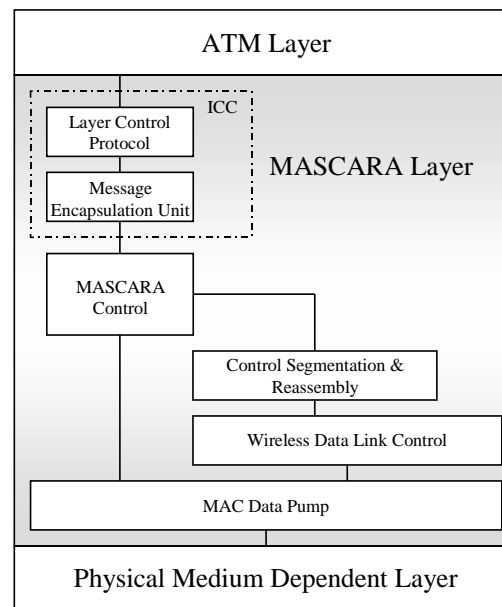 ATM Layer
ICC
Layer Control
Protocol
MASCARA Layer
Message
Encapsulation Unit
MASCARA
Control
Control Segmentation &
Reassembly
Wireless Data Link Control
MAC Data Pump
Physical Medium Dependent Layer